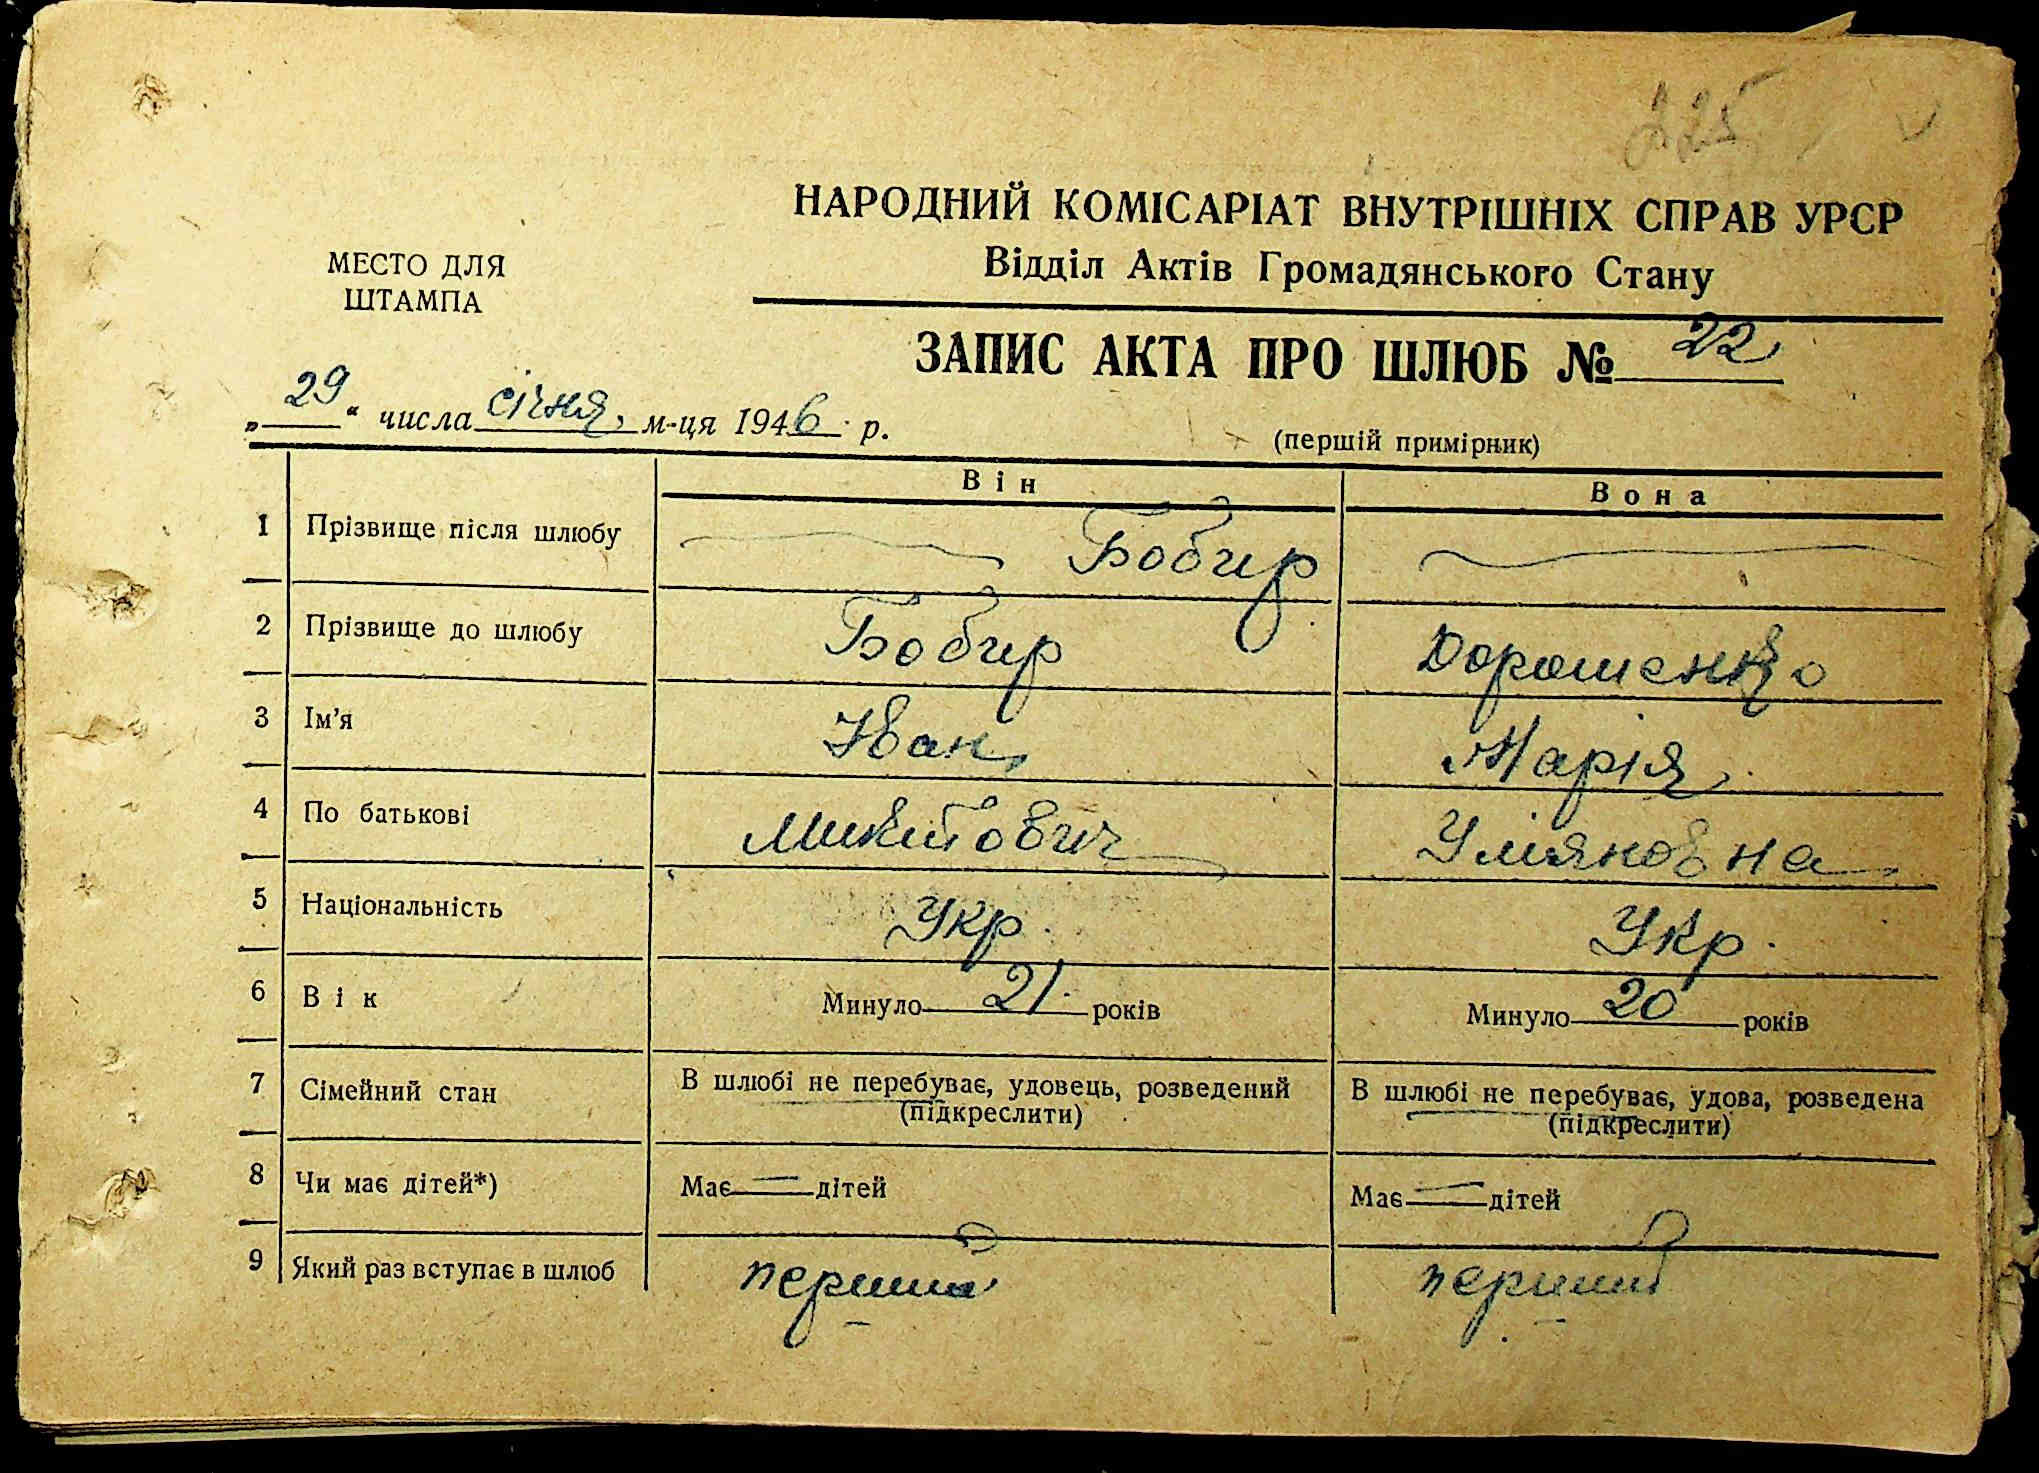 225
НАРОДНИЙ КОМІСАРІАТ ВНУТРІШНІХ СПРАВ УРСР
Відділ Актів Громадянського Стану
МЕСТО ДЛЯ
ШТАМПА
ЗАПИС АКТА ПРО ШЛЮБ № 22
„29“ числа січня, м-ця 1946 р.
(першій примірник)
Він Вона
1 Прізвище після шлюбу Бобир
2 Прізвище до шлюбу Бобир Дорошенко
3 Ім’я Іван Марія
4 По батькові Микитович Умяновна
5 Національність Укр. Укр.
6 Вік Минуло 21 років Минуло 20 років
7 Сімейний стан В шлюбі не перебуває, удовець, розведений В шлюбі не перебуває, удова, розведена
(підкреслити) (підкреслити)
8 Чи має дітей*) Має — дітей Має — дітей
9 Який раз вступає в шлюб перший перший